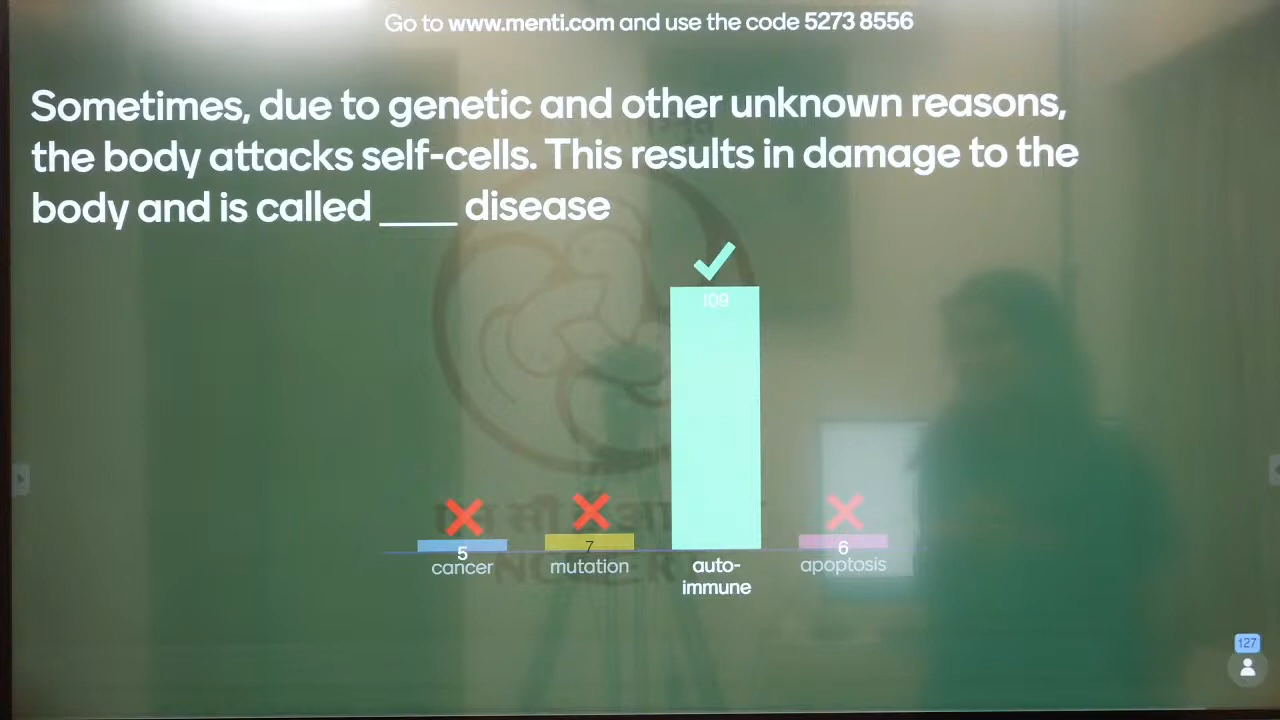 Go to www.menti.com and use the code 5273 8556
Sometimes, due to genetic and other unknown reasons,
the body attacks self-cells. This results in damage to the
body and is called ____ disease
109
5
7
6
cancer
mutation
auto-
immune
apoptosis
127